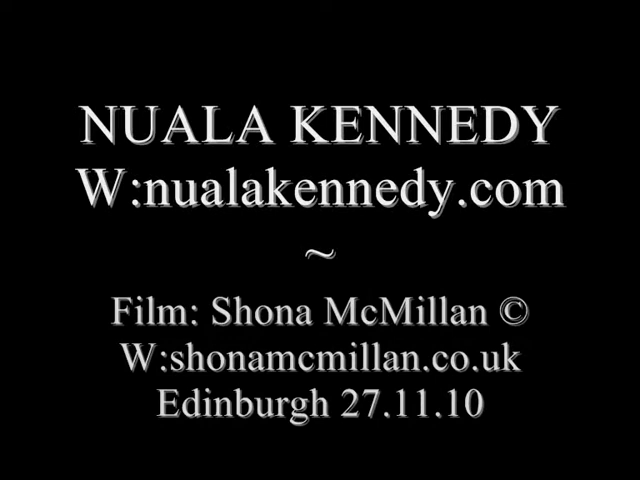 NUALA KENNEDY
W:nualakennedy.com
~
Film: Shona McMillan ©
W:shonamcmillan.co.uk
Edinburgh 27.11.10